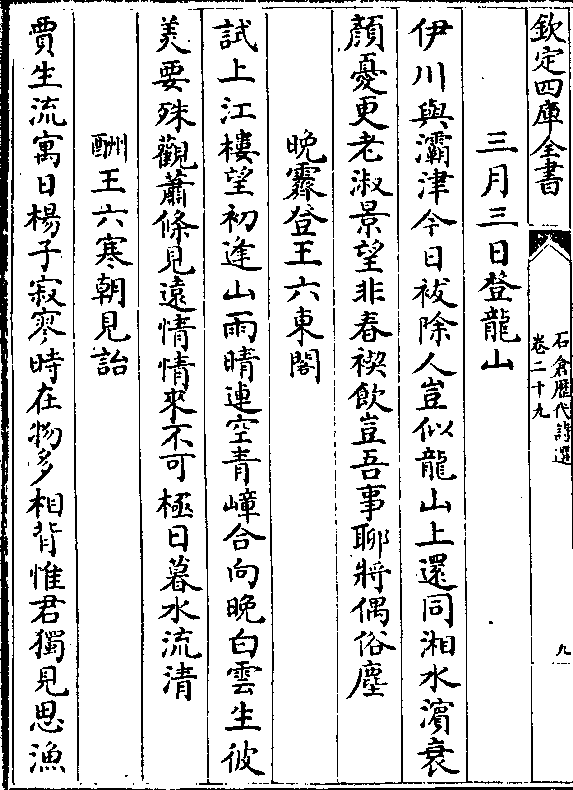 欽定四庫全書
石倉歷代詩選
卷二十九
九
三月三日登龍山
伊川與灞津今日袚除人豈似龍山上還同湘水濱衰
顏憂更老淑景望非春禊飲豈吾事聊將偶俗塵
晩霽登王六東閣
試上江樓望初逢山雨晴連空青嶂合向晚白雲生彼
美要殊觀蕭條見遠情情來不可極日暮水流清
酬王六寒朝見詒
賈生流寓日楊子寂寥時在物多相背惟君獨見思漁